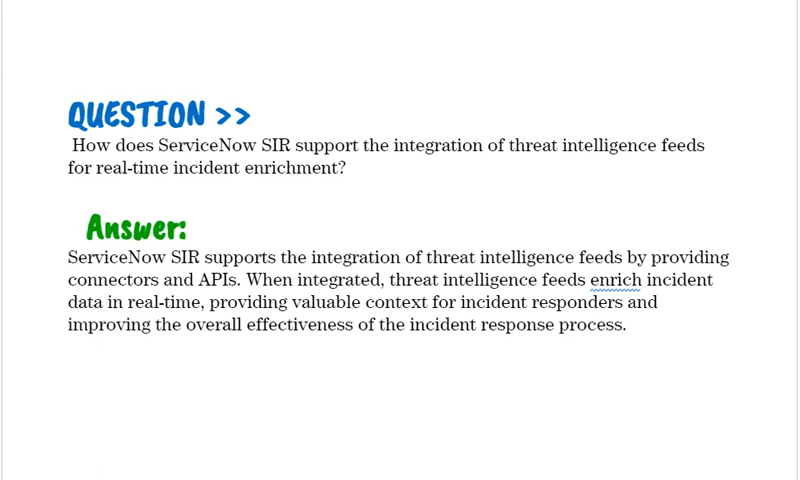 QUESTION >>
How does ServiceNow SIR support the integration of threat intelligence feeds
for real-time incident enrichment?
Answer:
ServiceNow SIR supports the integration of threat intelligence feeds by providing
connectors and APIs. When integrated, threat intelligence feeds enrich incident
data in real-time, providing valuable context for incident responders and
improving the overall effectiveness of the incident response process.